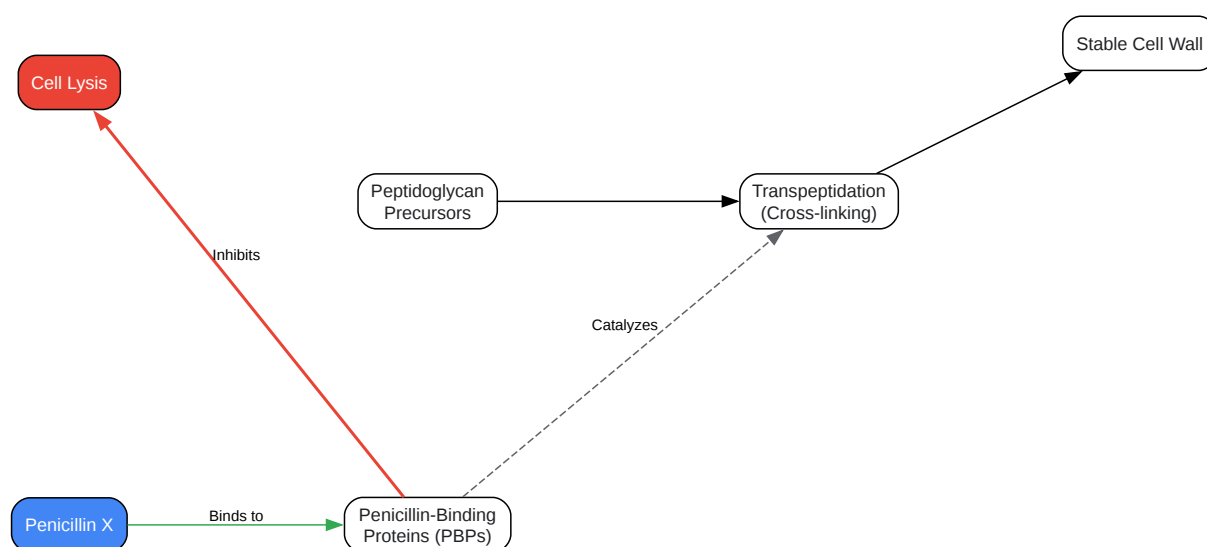 Stable Cell Wall
Cell Lysis
Peptidoglycan
Precursors
Transpeptidation
(Cross-linking)
Inhibits
Catalyzes
Penicillin X
Binds to
Penicillin-Binding
Proteins (PBPs)